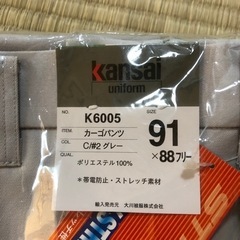 kansai
uniform
NO. K6005
ITEM. カーゴパンツ
COL. C/#2 グレー
QUAL.
ポリエステル100%
SIZE
91
×88フリー
＊帯電防止・ストレッチ素材
輸入発売元 大川被服株式会社